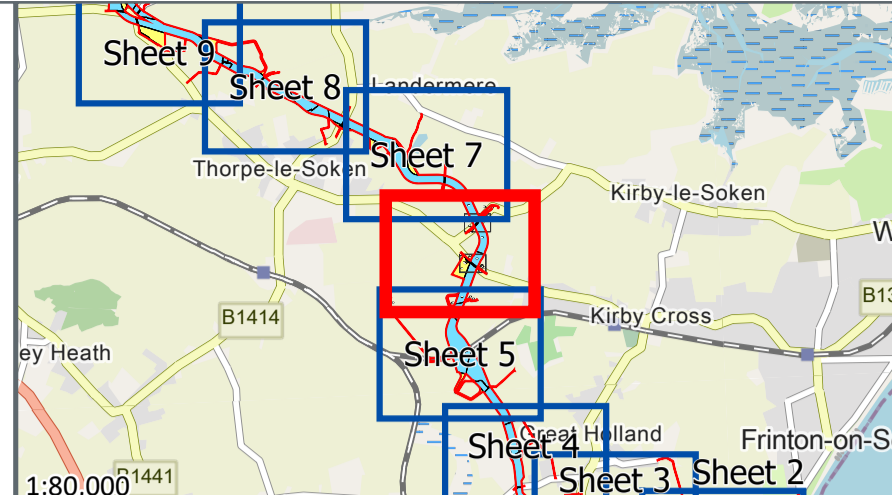 Sheet 9
Sheet 8
Landermere
Sheet 7
Thorpe-le-Soken
Kirby-le-Soken
W
B13
B1414
Kirby Cross
ey Heath
Sheet 5
Great Holland
Sheet 4
Frinton-on-S
B1441
Sheet 3
Sheet 2
1:80,000